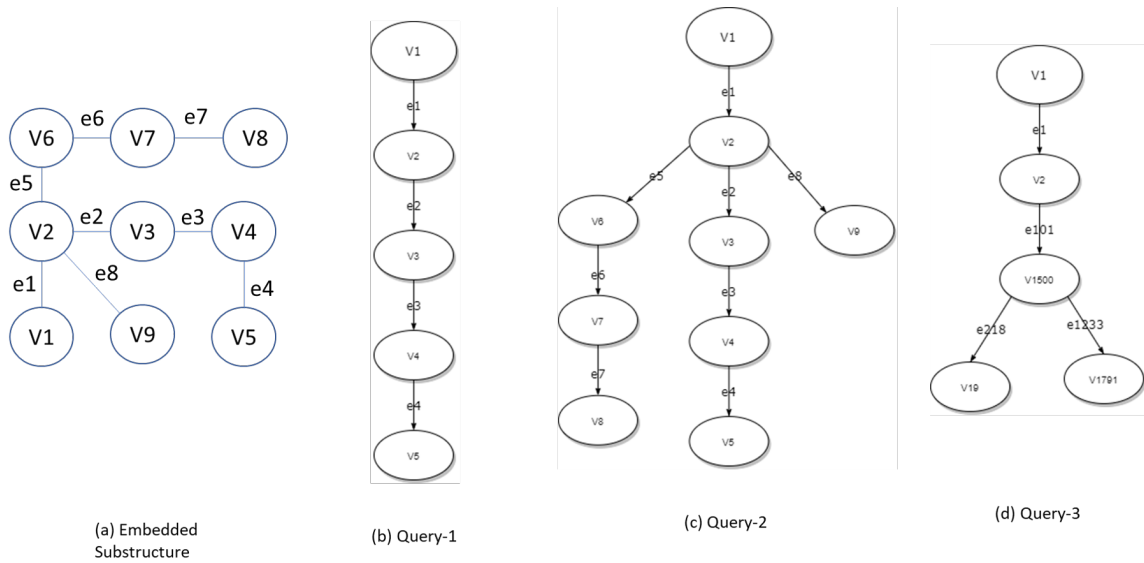 e6
e7
V6
V7
V8
e5
V2
e2
V3
e3
V4
e1
e8
e4
V1
V9
V5
(a) Embedded
Substructure
V1
e1
V2
e2
V3
e3
V4
e4
V5
(b) Query-1
V1
e1
V2
e5
e2
e8
V6
V3
V9
e6
e3
V7
V4
e7
e4
V8
V5
(c) Query-2
V1
e1
V2
e101
V1500
e218
e1233
V19
V1791
(d) Query-3